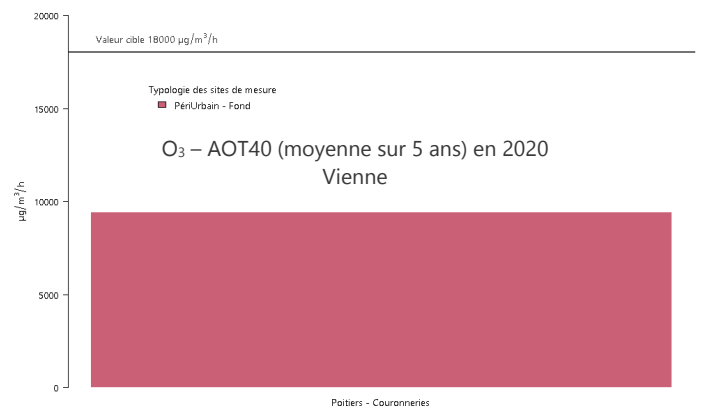 20000
Valeur cible 18000 µg/m³/h
Typologie des sites de mesure
PériUrbain - Fond
15000
O₃ – AOT40 (moyenne sur 5 ans) en 2020
Vienne
µg/m³/h
10000
5000
0
Poitiers - Couronneries